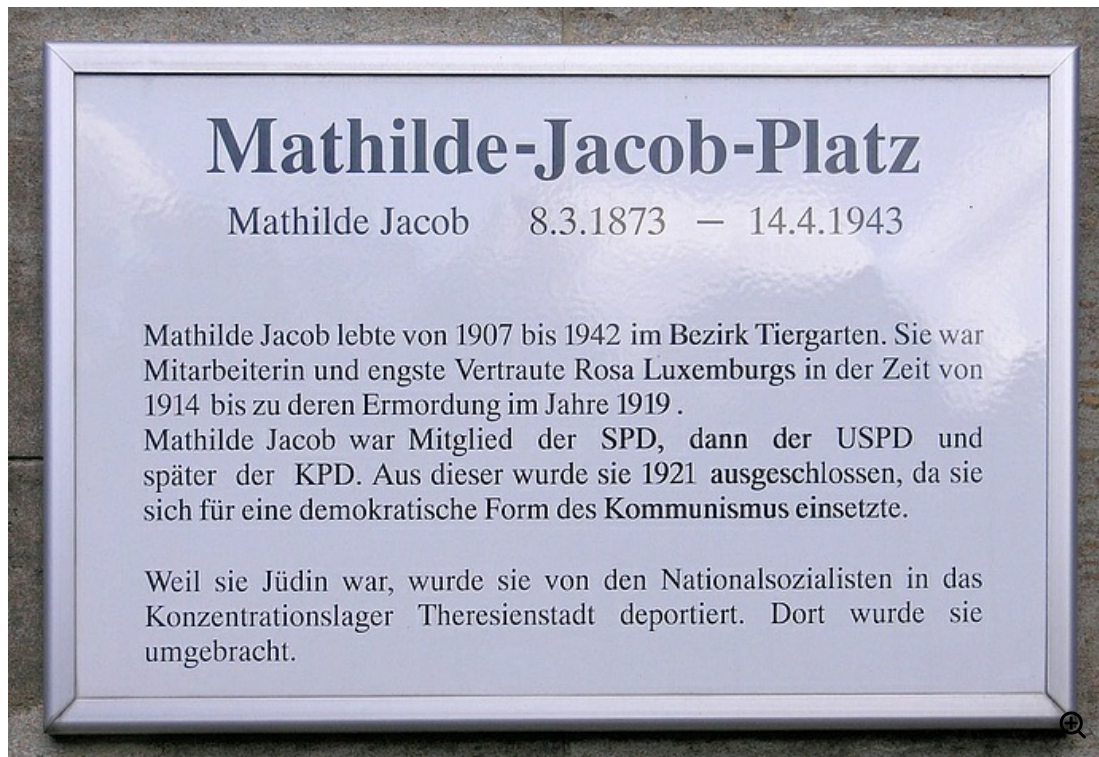 Mathilde-Jacob-Platz
Mathilde Jacob 8.3.1873 – 14.4.1943
Mathilde Jacob lebte von 1907 bis 1942 im Bezirk Tiergarten. Sie war
Mitarbeiterin und engste Vertraute Rosa Luxemburgs in der Zeit von
1914 bis zu deren Ermordung im Jahre 1919 .
Mathilde Jacob war Mitglied der SPD, dann der USPD und
später der KPD. Aus dieser wurde sie 1921 ausgeschlossen, da sie
sich für eine demokratische Form des Kommunismus einsetzte.
Weil sie Jüdin war, wurde sie von den Nationalsozialisten in das
Konzentrationslager Theresienstadt deportiert. Dort wurde sie
umgebracht.